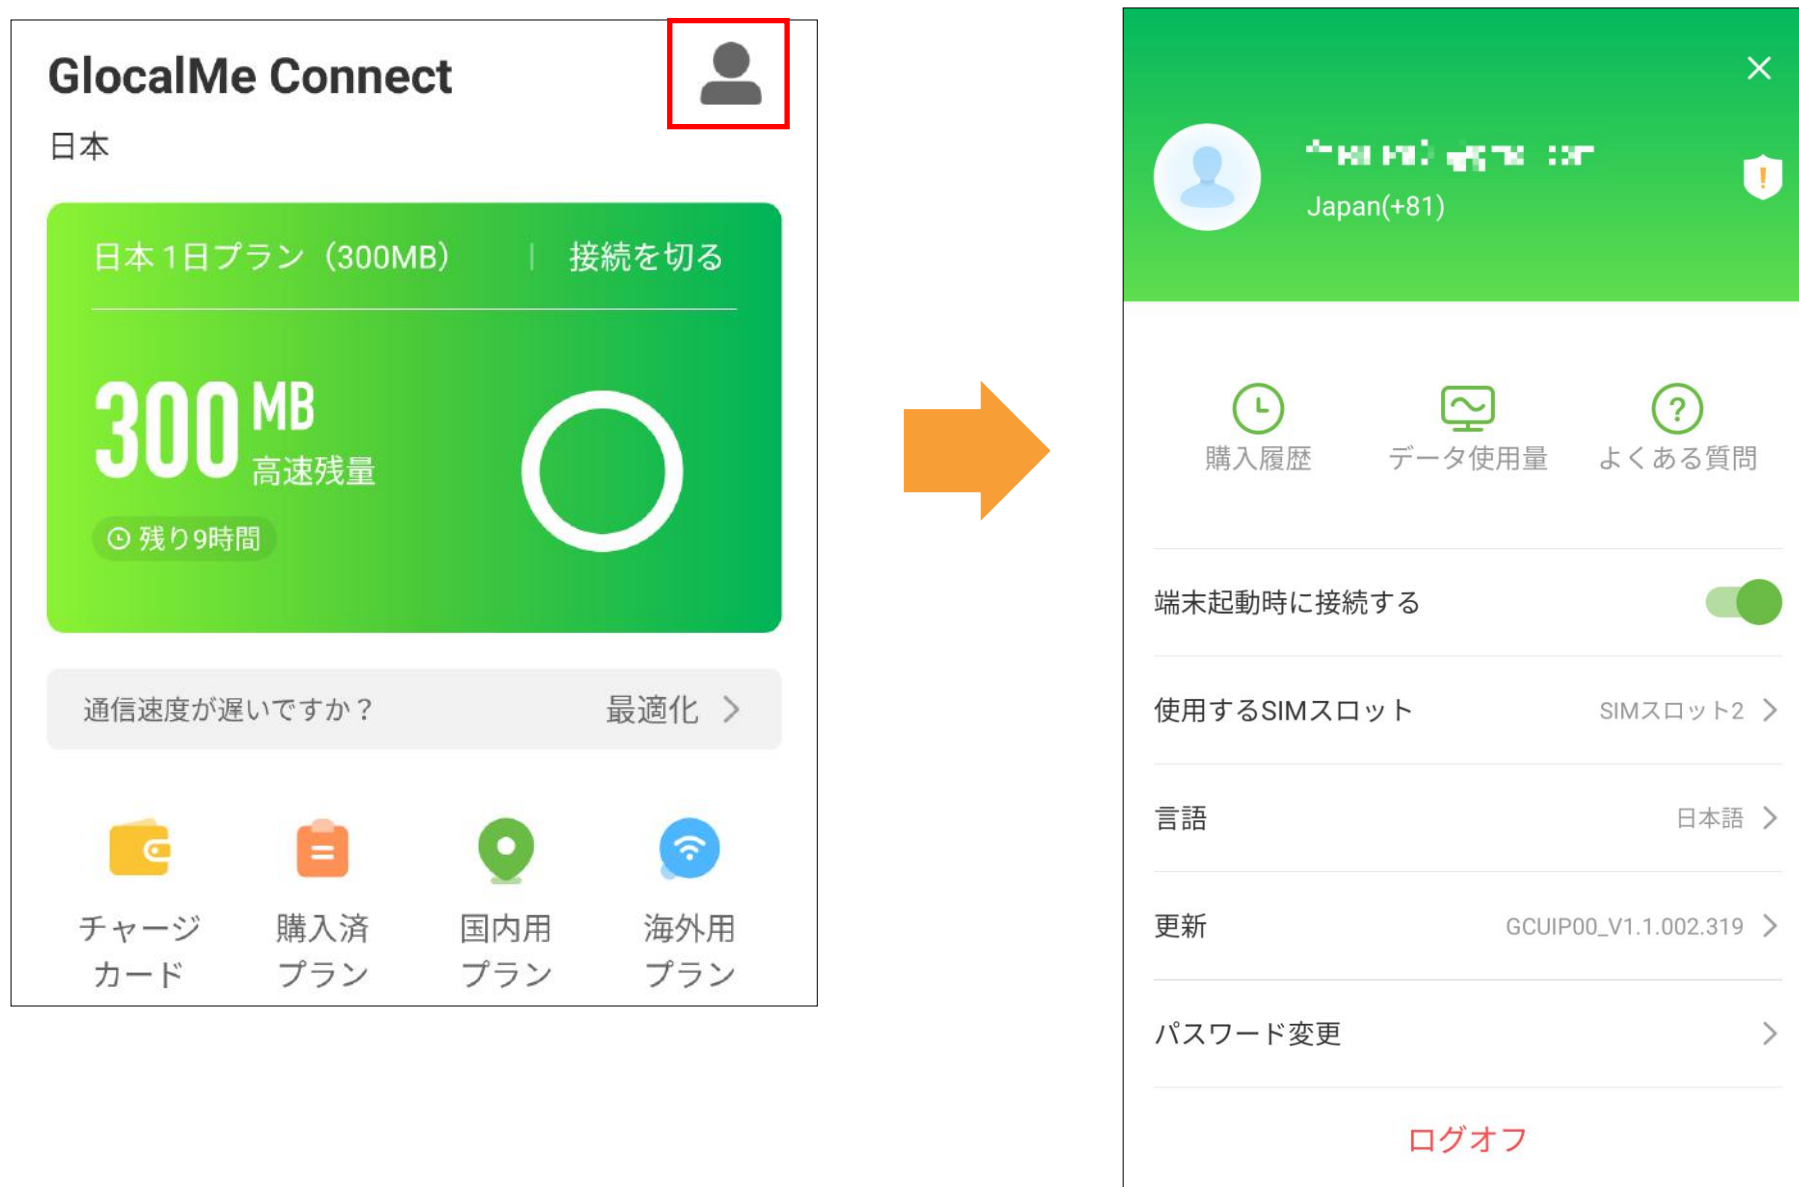 GlocalMe Connect
日本
日本 1日プラン（300MB）
接続を切る
300 MB
高速残量
残り9時間
通信速度が遅いですか？
最適化
チャージ
カード
購入済
プラン
国内用
プラン
海外用
プラン
Japan(+81)
購入履歴
データ使用量
よくある質問
端末起動時に接続する
使用するSIMスロット
SIMスロット2
言語
日本語
更新
GCUIP00_V1.1.002.319
パスワード変更
ログオフ